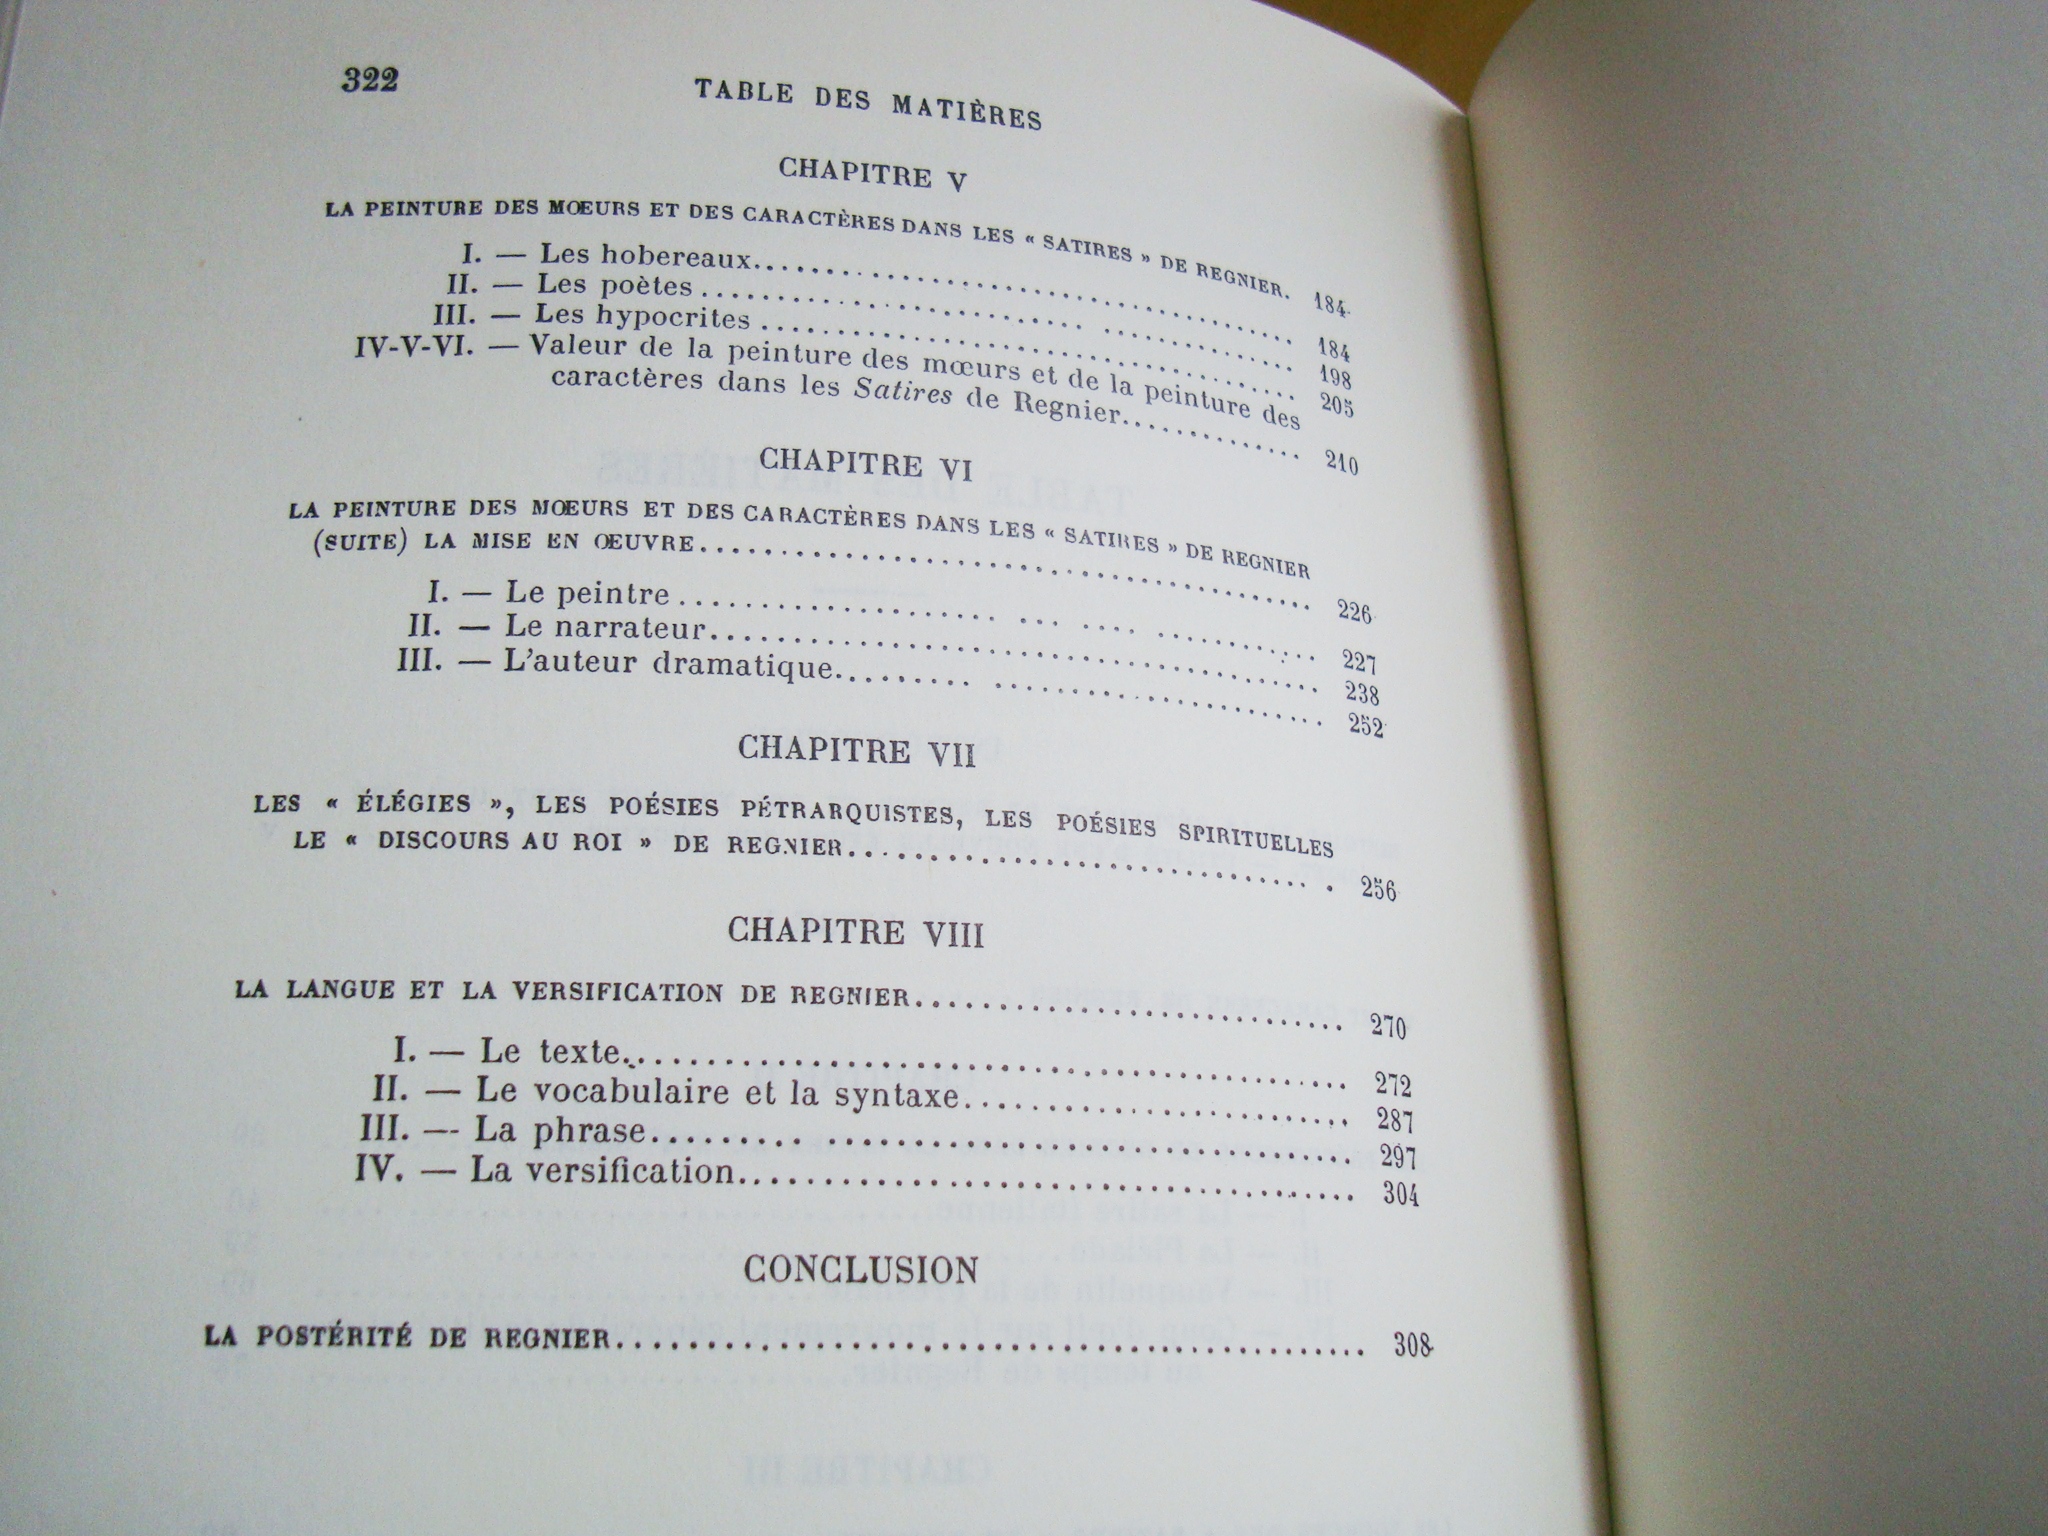 322 TABLE DES MATIÈRES
CHAPITRE V
LA PEINTURE DES MŒURS ET DES CARACTÈRES DANS LES « SATIRES » DE REGNIER. 184
I. — Les hobereaux.................................... 184
II. — Les poètes.................................... 198
III. — Les hypocrites.................................... 205
IV-V-VI. — Valeur de la peinture des mœurs et de la peinture des
caractères dans les Satires de Regnier............. 210
CHAPITRE VI
LA PEINTURE DES MŒURS ET DES CARACTÈRES DANS LES « SATIRES » DE REGNIER
(SUITE) LA MISE EN ŒUVRE.................................... 226
I. — Le peintre.................................... 227
II. — Le narrateur.................................... 238
III. — L'auteur dramatique.............................. 252
CHAPITRE VII
LES « ÉLÉGIES », LES POÉSIES PÉTRARQUISTES, LES POÉSIES SPIRITUELLES
LE « DISCOURS AU ROI » DE REGNIER.............................. 256
CHAPITRE VIII
LA LANGUE ET LA VERSIFICATION DE REGNIER........................... 270
I. — Le texte.................................... 272
II. — Le vocabulaire et la syntaxe........................ 287
III. — La phrase.................................... 297
IV. — La versification.................................... 304
CONCLUSION
LA POSTÉRITÉ DE REGNIER.......................................... 308